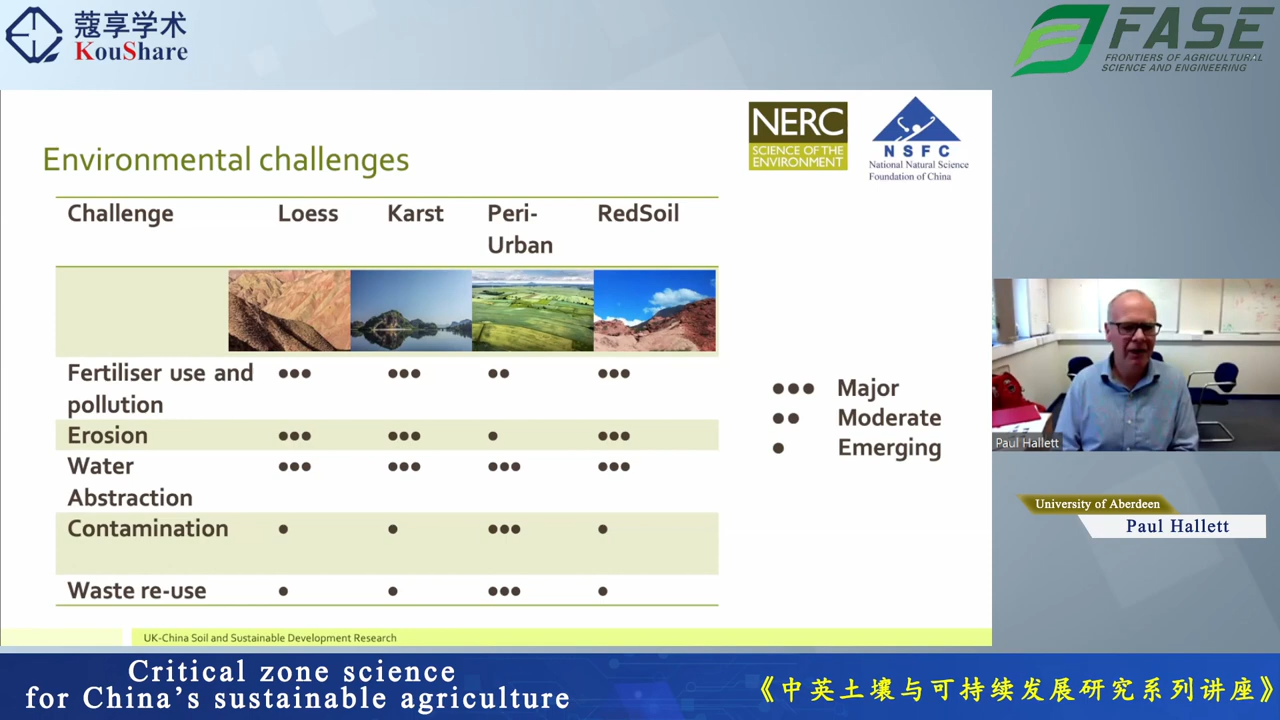 蔻享学术
KouShare
FASE
FRONTIERS OF AGRICULTURAL
SCIENCE AND ENGINEERING
NERC
SCIENCE OF THE
ENVIRONMENT
NSFC
National Natural Science
Foundation of China
Environmental challenges
Challenge Loess Karst Peri-Urban RedSoil
Fertiliser use and ●●● ●●● ●● ●●●
pollution
Erosion ●●● ●●● ● ●●●
Water ●●● ●●● ●●● ●●●
Abstraction
Contamination ● ● ●●● ●
Waste re-use ● ● ●●● ●
●●● Major
●● Moderate
● Emerging
Paul Hallett
University of Aberdeen
Paul Hallett
UK-China Soil and Sustainable Development Research
Critical zone science
for China's sustainable agriculture
《中英土壤与可持续发展研究系列讲座》